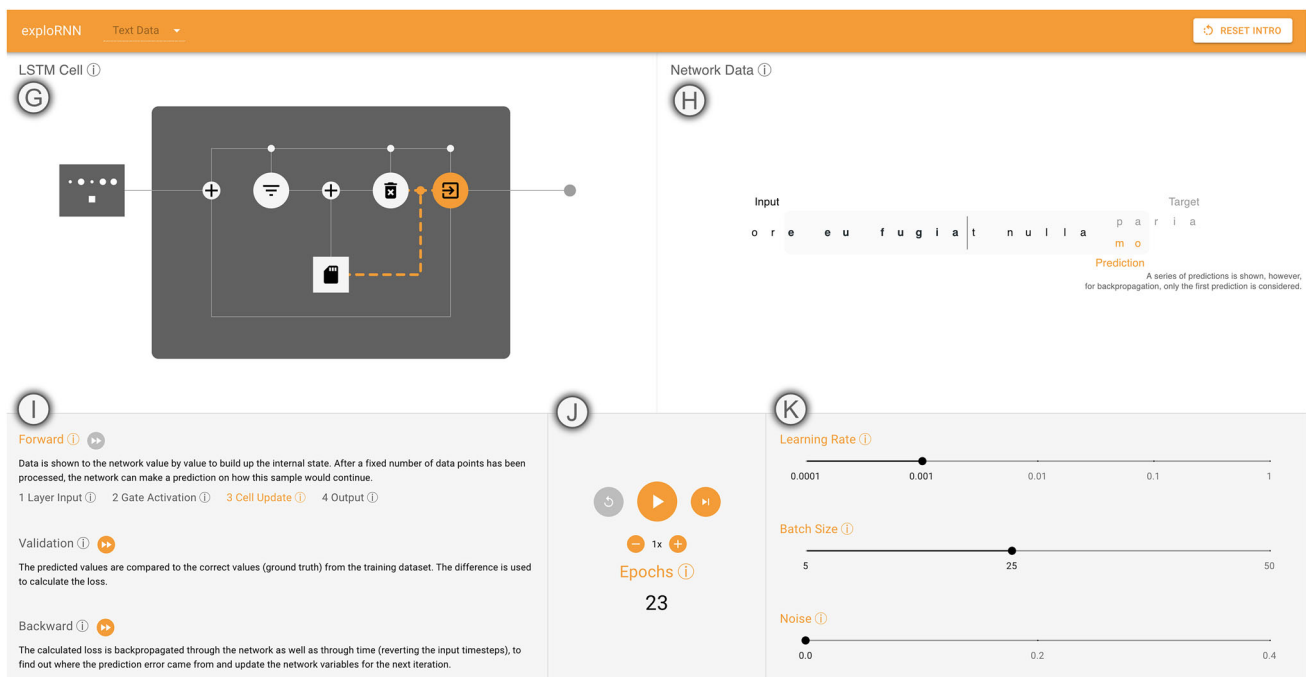 exploRNN
Text Data
RESET INTRO
LSTM Cell ⓘ
G
Network Data ⓘ
H
Input
Target
p a r i a
o r e e u f u g i a t n u l l a
m o
Prediction
A series of predictions is shown, however,
for backpropagation, only the first prediction is considered.
I
Forward ⓘ
Data is shown to the network value by value to build up the internal state. After a fixed number of data points has been
processed, the network can make a prediction on how this sample would continue.
1 Layer Input ⓘ 2 Gate Activation ⓘ 3 Cell Update ⓘ 4 Output ⓘ
Validation ⓘ
The predicted values are compared to the correct values (ground truth) from the training dataset. The difference is used
to calculate the loss.
Backward ⓘ
The calculated loss is backpropagated through the network as well as through time (reverting the input timesteps), to
find out where the prediction error came from and update the network variables for the next iteration.
J
1x
Epochs ⓘ
23
K
Learning Rate ⓘ
0.0001 0.001 0.01 0.1 1
Batch Size ⓘ
5 25 50
Noise ⓘ
0.0 0.2 0.4